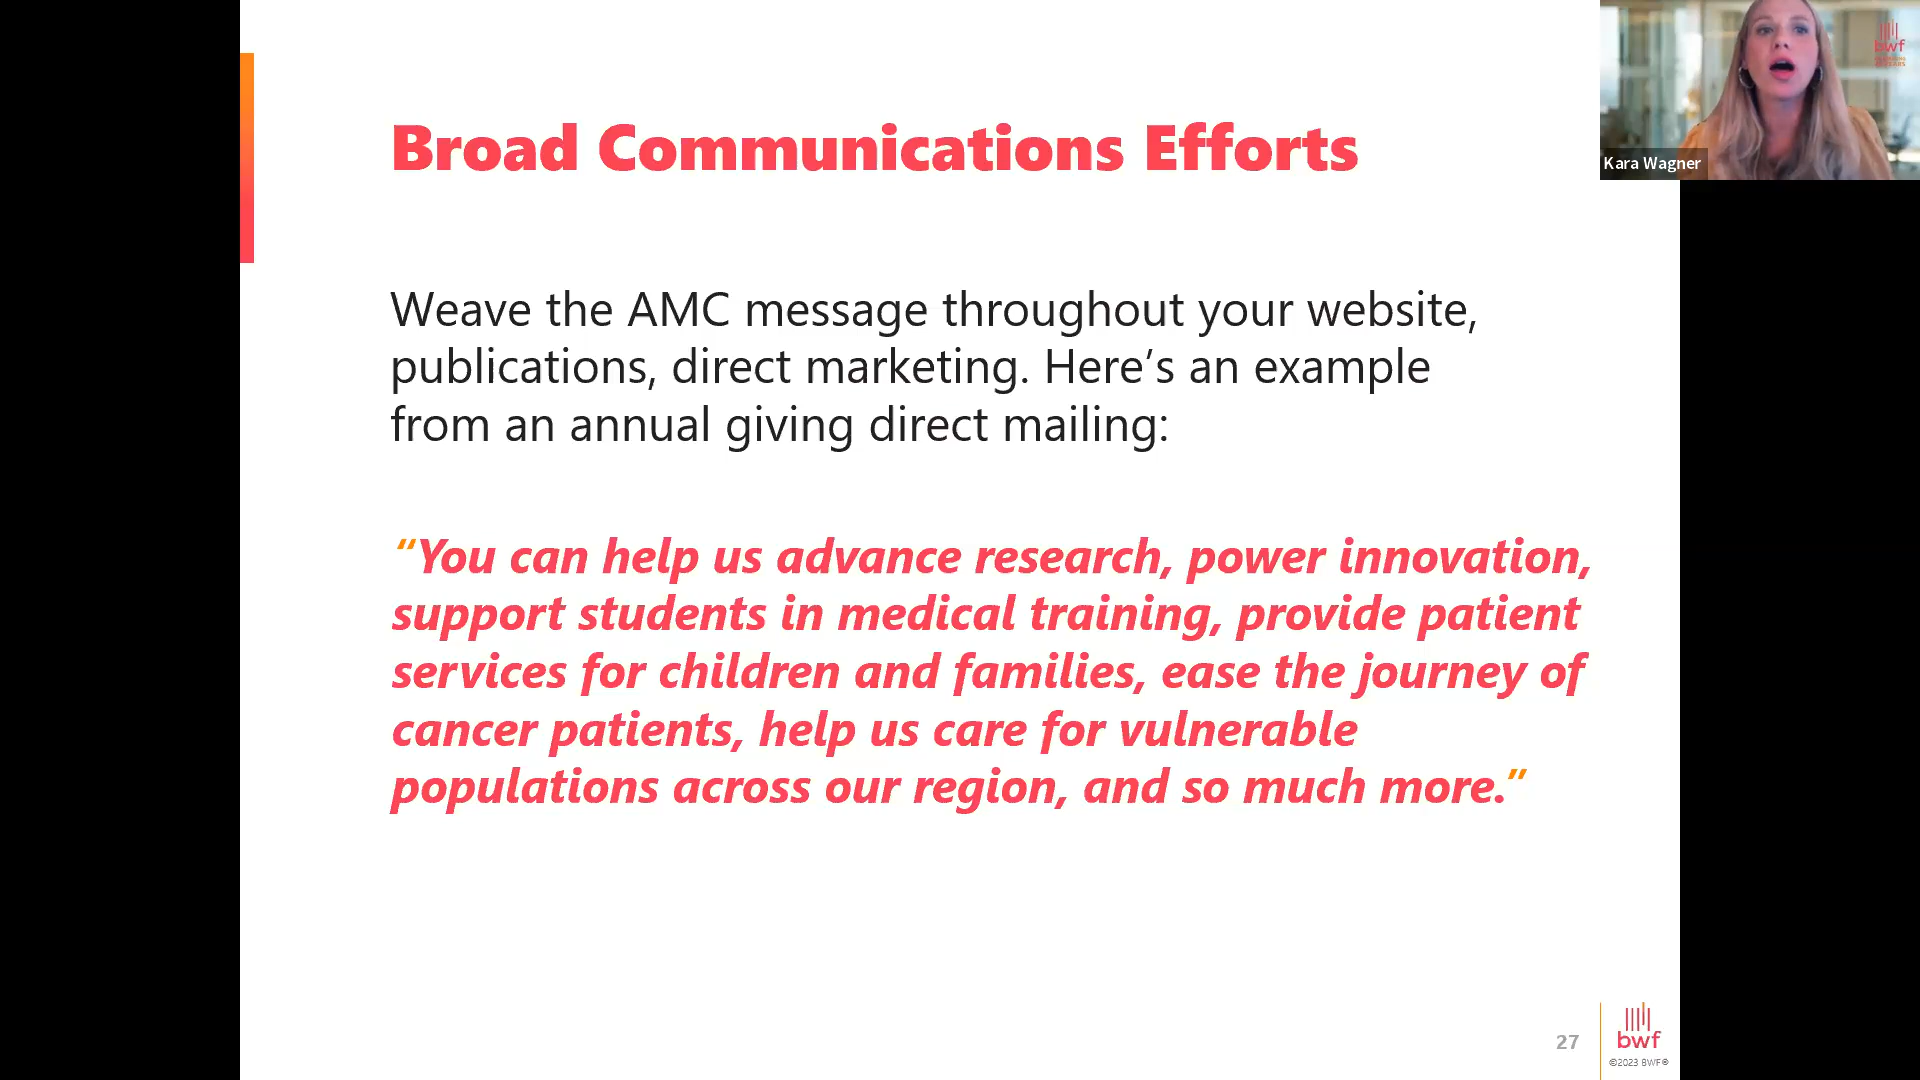 Broad Communications Efforts
bwf
Kara Wagner
Weave the AMC message throughout your website,
publications, direct marketing. Here’s an example
from an annual giving direct mailing:
“You can help us advance research, power innovation,
support students in medical training, provide patient
services for children and families, ease the journey of
cancer patients, help us care for vulnerable
populations across our region, and so much more.”
27
bwf
©2023 BWF®